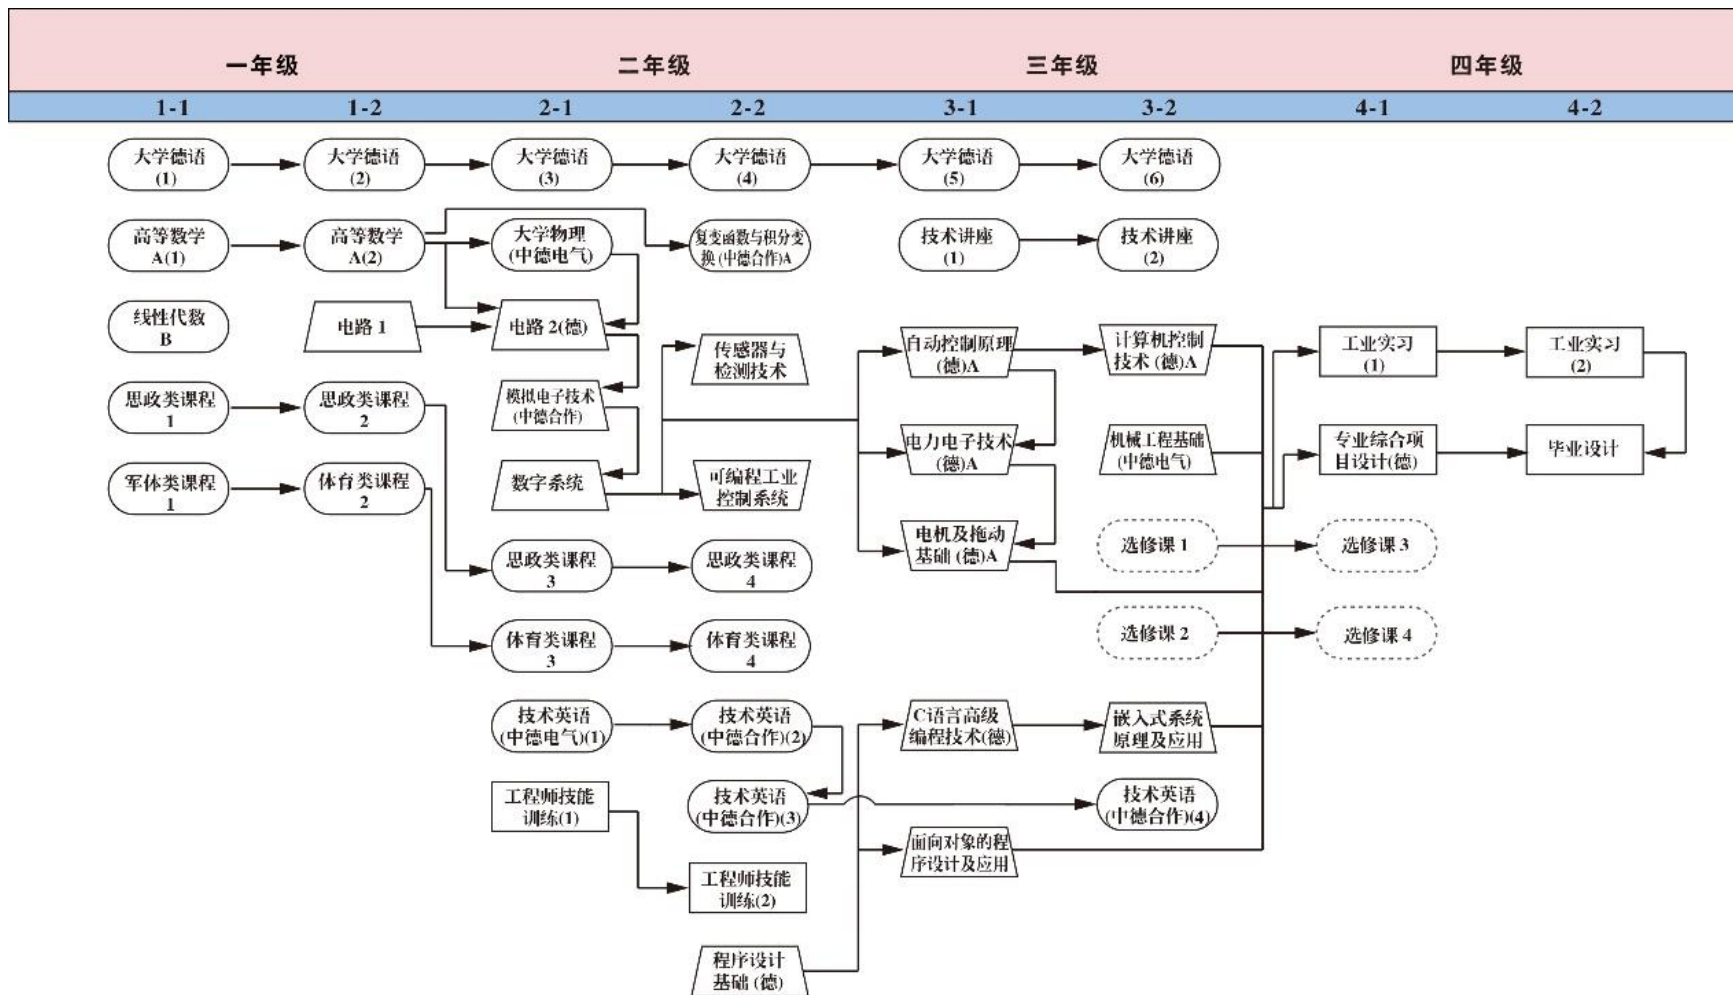 一年级 二年级 三年级 四年级
1-1 1-2 2-1 2-2 3-1 3-2 4-1 4-2
大学德语
(1)
大学德语
(2)
大学德语
(3)
大学德语
(4)
大学德语
(5)
大学德语
(6)
高等数学
A(1)
高等数学
A(2)
大学物理
(中德电气)
复变函数与积分变
换(中德合作)A
技术讲座
(1)
技术讲座
(2)
线性代数
B
电路 1
电路 2(德)
传感器与
检测技术
自动控制原理
(德)A
计算机控制
技术 (德)A
工业实习
(1)
工业实习
(2)
思政类课程
1
思政类课程
2
模拟电子技术
(中德合作)
电力电子技术
(德)A
机械工程基础
(中德电气)
专业综合项
目设计(德)
毕业设计
军体类课程
1
体育类课程
2
数字系统
可编程工业
控制系统
电机及拖动
基础 (德)A
选修课 1
选修课 3
思政类课程
3
思政类课程
4
体育类课程
3
体育类课程
4
选修课 2
选修课 4
技术英语
(中德电气)(1)
技术英语
(中德合作)(2)
C语言高级
编程技术(德)
嵌入式系统
原理及应用
工程师技能
训练(1)
技术英语
(中德合作)(3)
技术英语
(中德合作)(4)
面向对象的程
序设计及应用
工程师技能
训练(2)
程序设计
基础 (德)